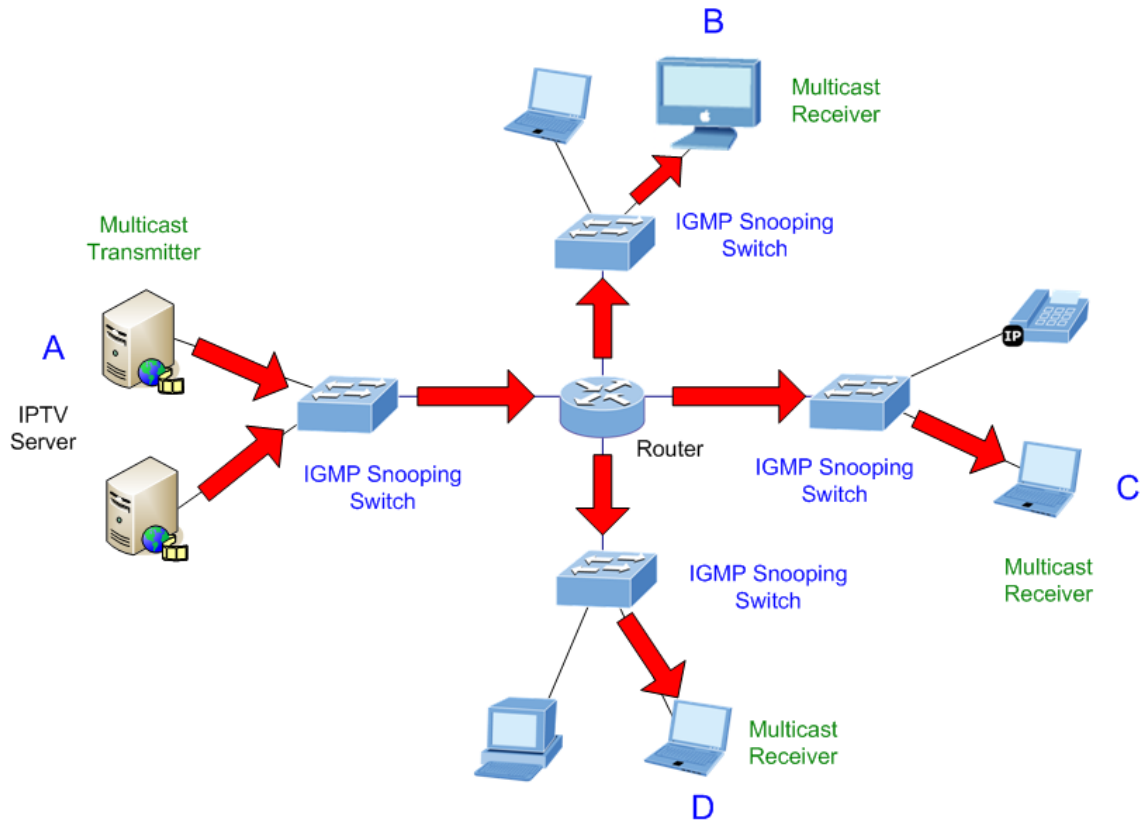 B
Multicast
Receiver
IGMP Snooping
Switch
Multicast
Transmitter
A
IPTV
Server
IGMP Snooping
Switch
Router
IP
IGMP Snooping
Switch
C
Multicast
Receiver
IGMP Snooping
Switch
Multicast
Receiver
D